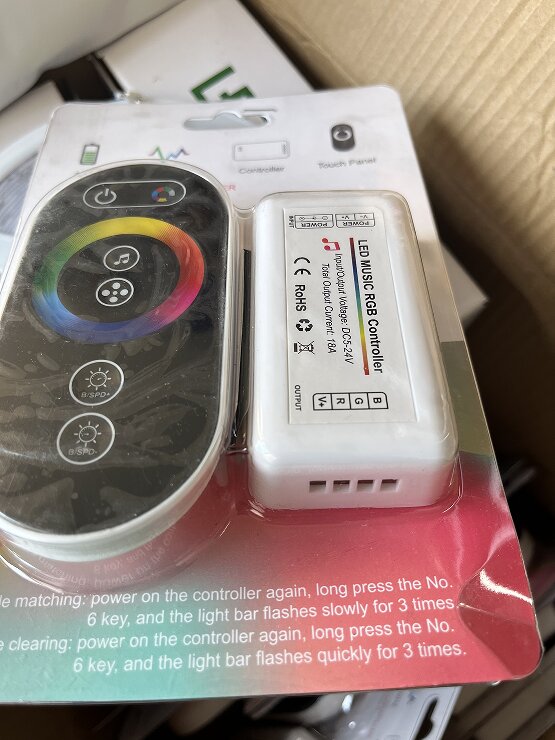 Controller
Touch Panel
B/SPD+
B/SPD-
INPUT
POWER
POWER
V-
V+
LED MUSIC RGB Controller
Input/Output Voltage: DC5-24V
Total Output Current: 18A
CE RoHS
OUTPUT
V+ R G B
matching: power on the controller again, long press the No.
6 key, and the light bar flashes slowly for 3 times.
clearing: power on the controller again, long press the No.
6 key, and the light bar flashes quickly for 3 times.